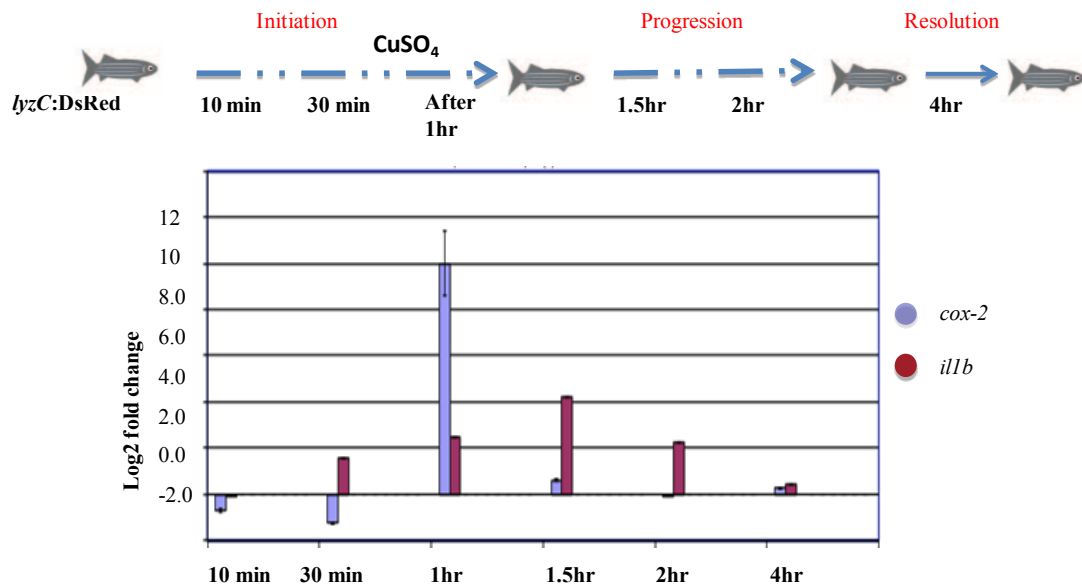 Initiation
Progression
Resolution
CuSO₄
lyzC:DsRed
10 min
30 min
After
1hr
1.5hr
2hr
4hr
Log2 fold change
12
10
8.0
6.0
4.0
2.0
0.0
-2.0
10 min
30 min
1hr
1.5hr
2hr
4hr
cox-2
il1b